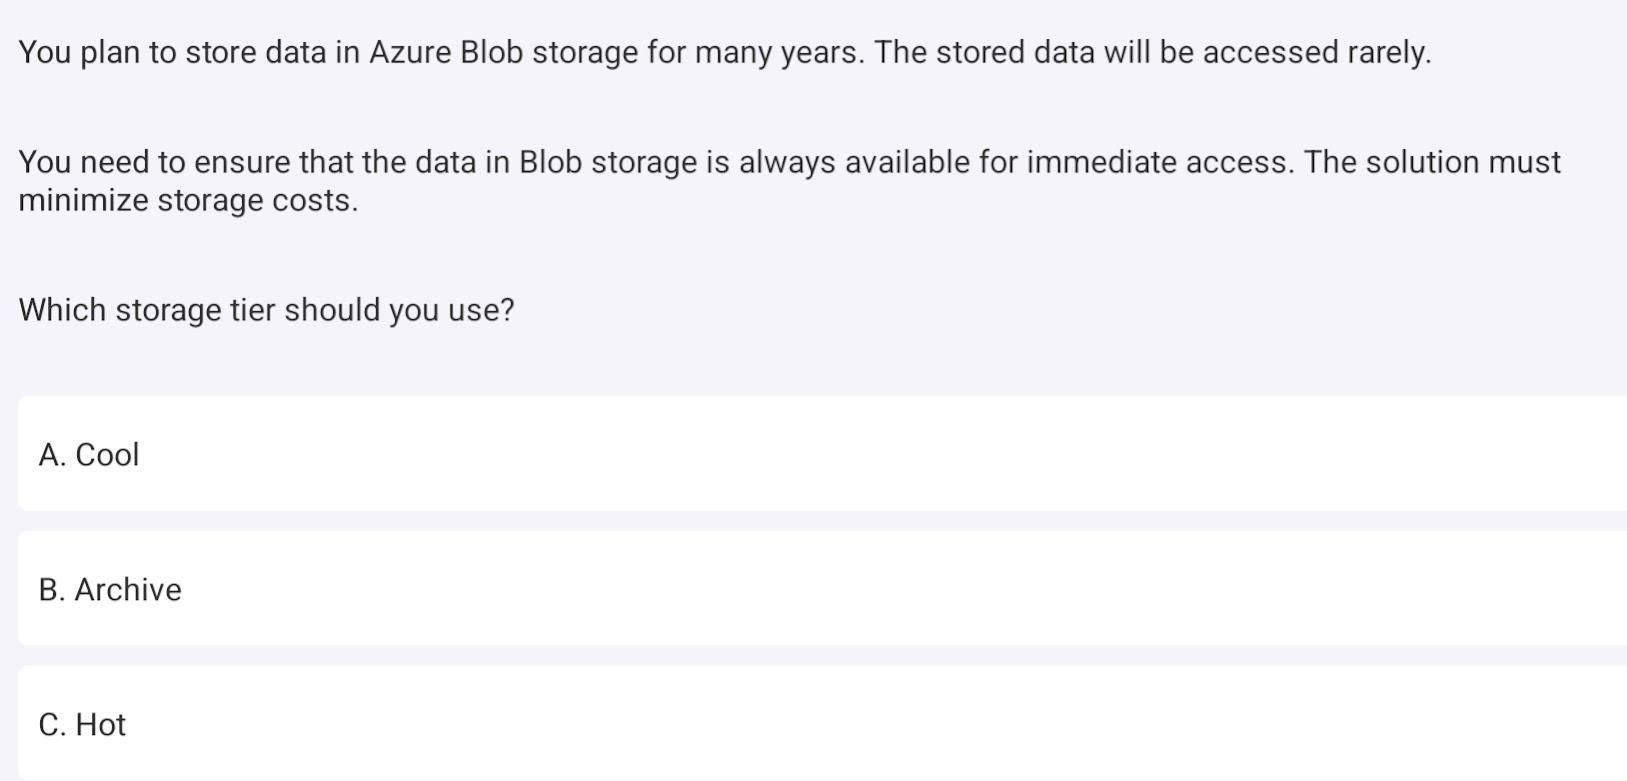 You plan to store data in Azure Blob storage for many years. The stored data will be accessed rarely.
You need to ensure that the data in Blob storage is always available for immediate access. The solution must
minimize storage costs.
Which storage tier should you use?
A. Cool
B. Archive
C. Hot